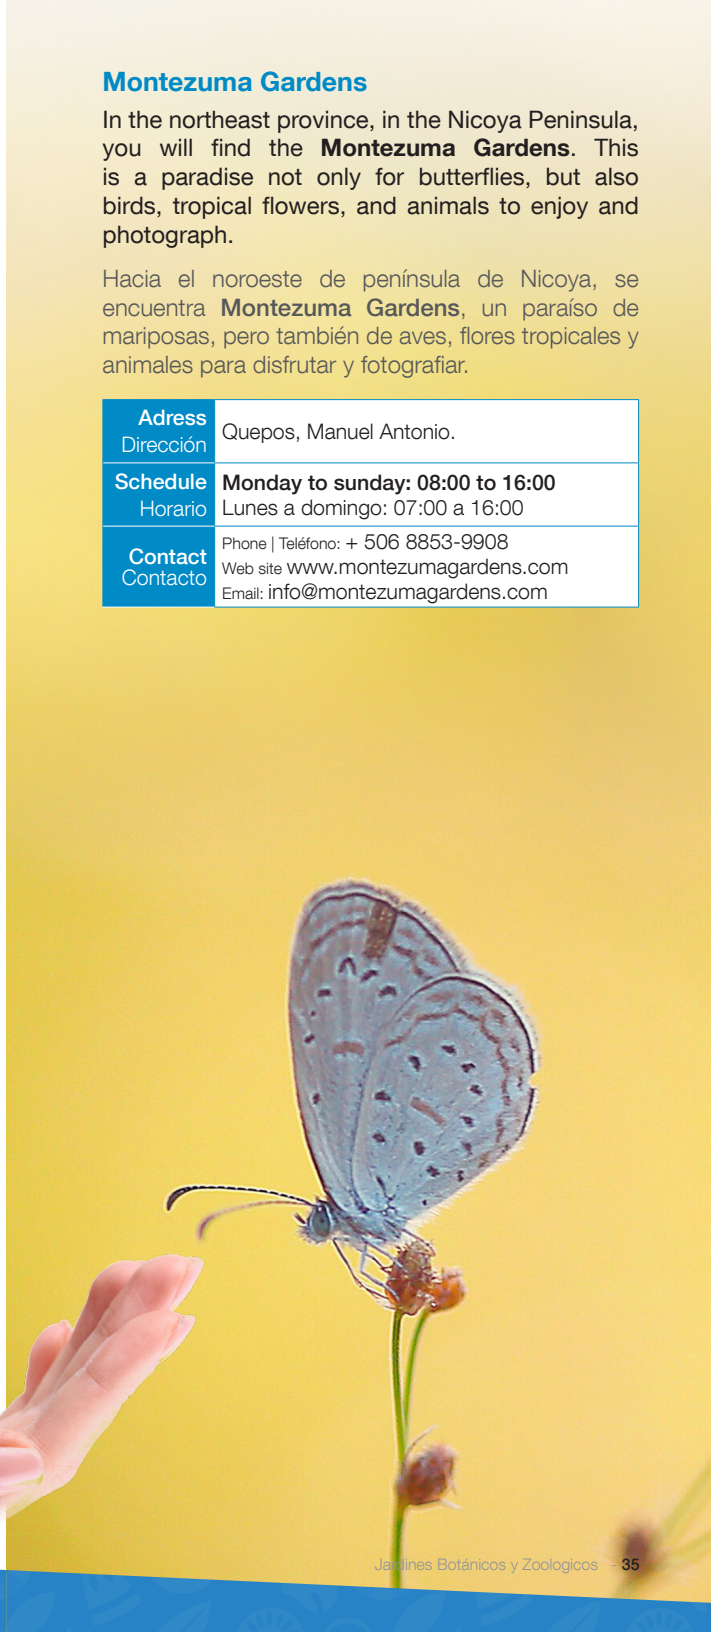 Montezuma Gardens
In the northeast province, in the Nicoya Peninsula,
you will find the Montezuma Gardens. This
is a paradise not only for butterflies, but also
birds, tropical flowers, and animals to enjoy and
photograph.
Hacia el noroeste de península de Nicoya, se
encuentra Montezuma Gardens, un paraíso de
mariposas, pero también de aves, flores tropicales y
animales para disfrutar y fotografiar.
Adress
Dirección
Quepos, Manuel Antonio.
Schedule
Horario
Monday to sunday: 08:00 to 16:00
Lunes a domingo: 07:00 a 16:00
Contact
Contacto
Phone | Teléfono: + 506 8853-9908
Web site www.montezumagardens.com
Email: info@montezumagardens.com
Jardines Botánicos y Zoologicos - 35